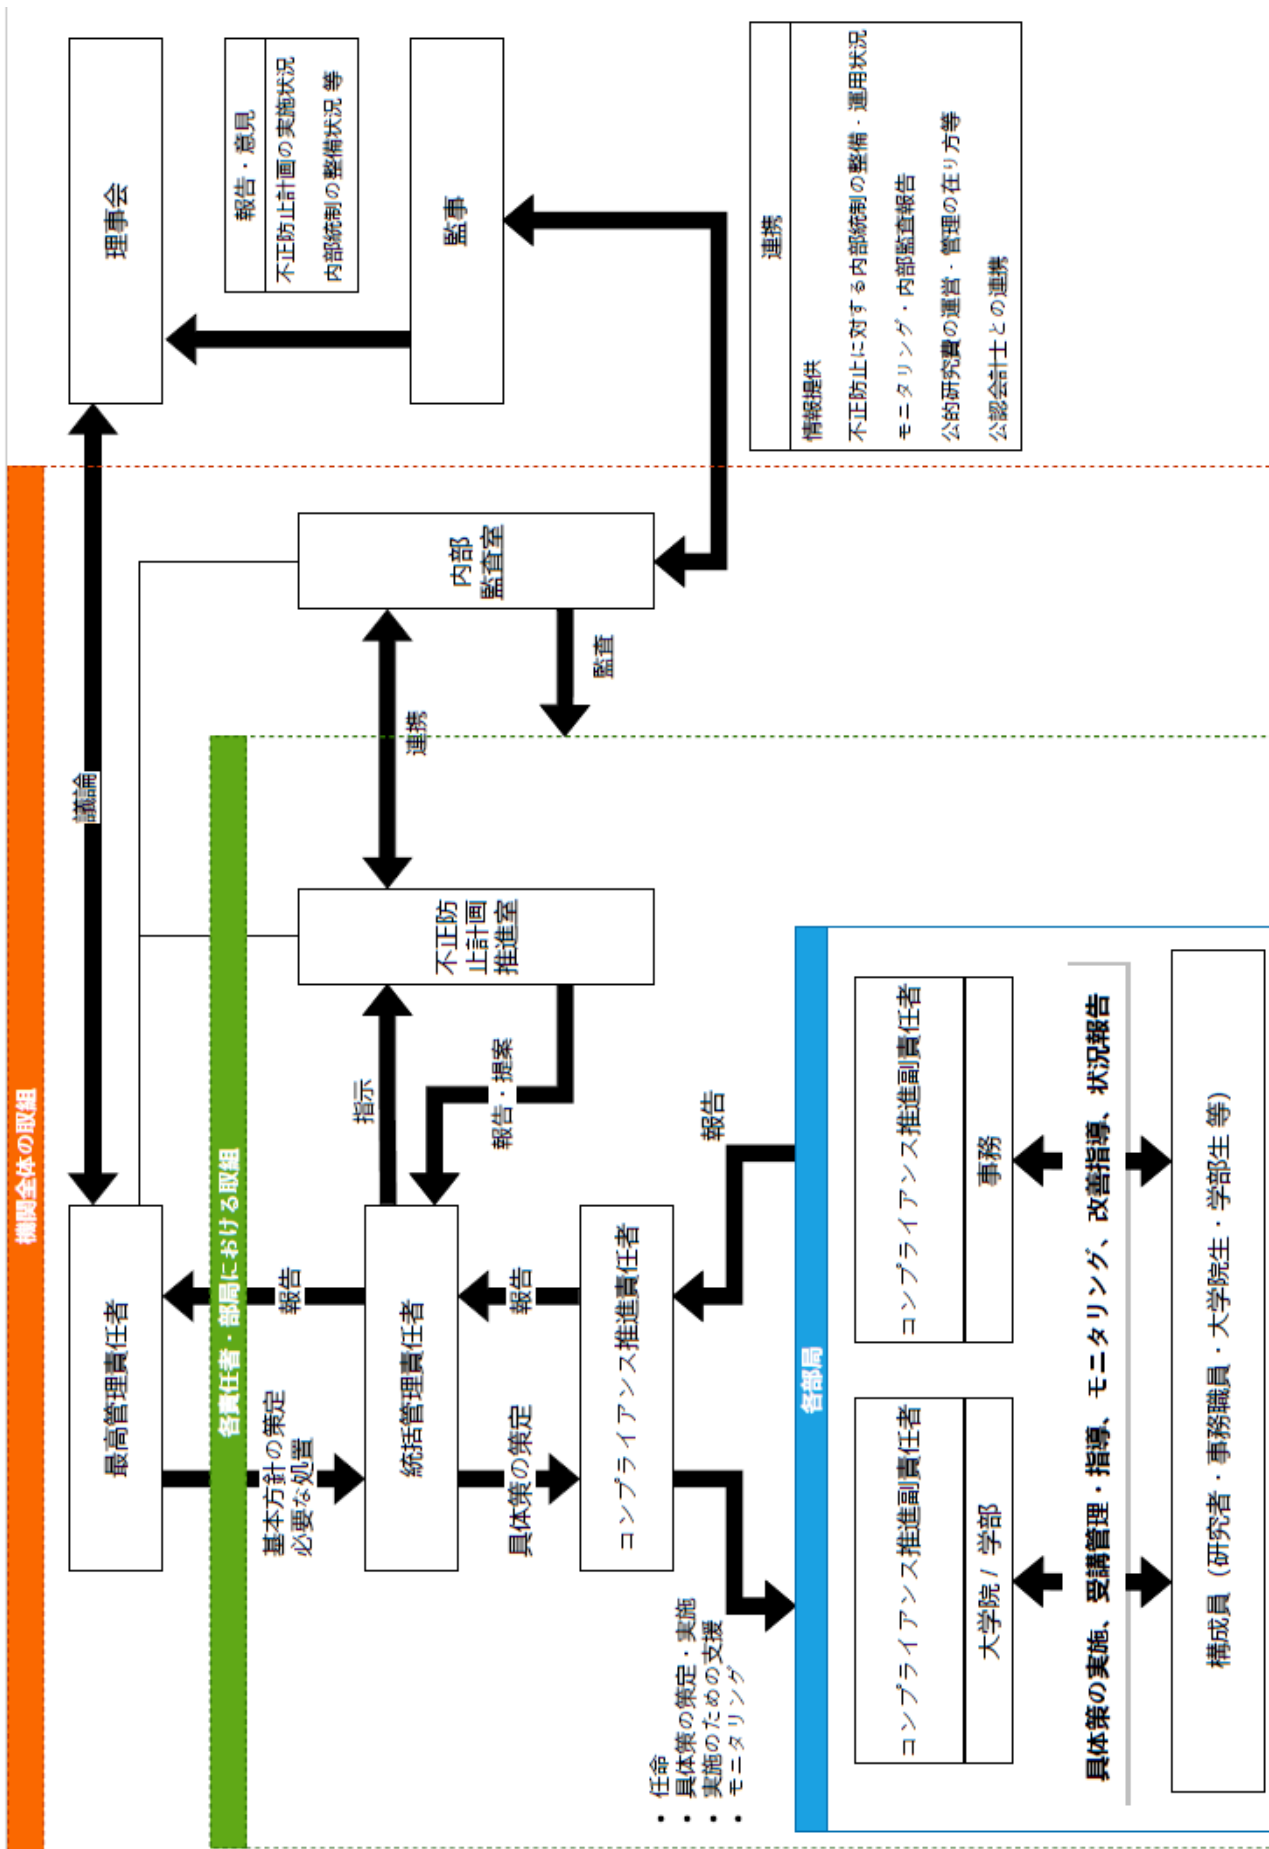 機関全体の取組
最高管理責任者
議論
理事会
報告・意見
不正防止計画の実施状況
内部統制の整備状況 等
監事
各責任者・部局における取組
基本方針の策定
必要な処置
報告
統括管理責任者
指示
報告・提案
不正防
止計画
推進室
連携
内部
監査室
監査
具体策の策定
報告
コンプライアンス推進責任者
・ 任命
・ 具体策の策定・実施
・ 実施のための支援
・ モニタリング
報告
連携
情報提供
不正防止に対する内部統制の整備・運用状況
モニタリング・内部監査報告
公的研究費の運営・管理の在り方等
公認会計士との連携
各部局
コンプライアンス推進副責任者
大学院 / 学部
コンプライアンス推進副責任者
事務
具体策の実施、受講管理・指導、モニタリング、改善指導、状況報告
構成員（研究者・事務職員・大学院生・学部生 等）